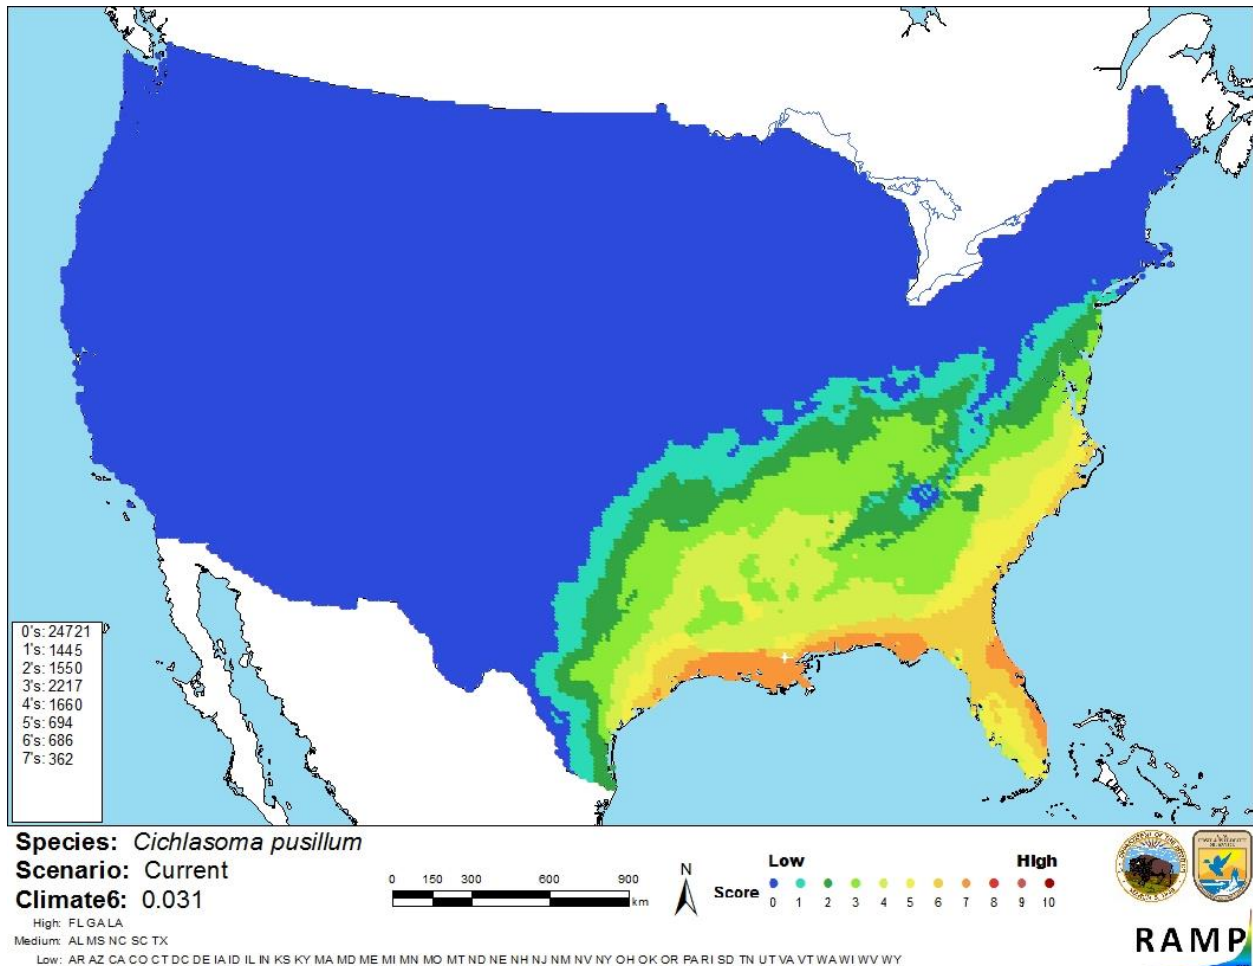 0's: 24721
1's: 1445
2's: 1550
3's: 2217
4's: 1660
5's: 694
6's: 686
7's: 362
Species: Cichlasoma pusillum
Scenario: Current
Climate6: 0.031
High: FL GA LA
Medium: AL MS NC SC TX
Low: AR AZ CA CO CT DC DE IA ID IL IN KS KY MA MD ME MI MN MO MT ND NE NH NJ NM NV NY OH OK OR PA RI SD TN UT VA VT WA WI WV WY
0 150 300 600 900
km
N
Low High
Score
0 1 2 3 4 5 6 7 8 9 10
RAMP